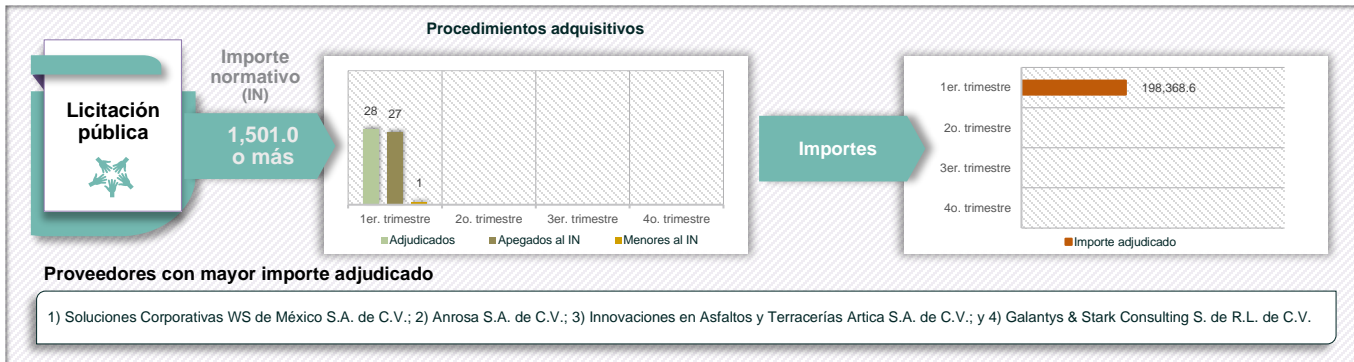 Procedimientos adquisitivos
Licitación
pública
Importe
normativo
(IN)
1,501.0
o más
28
27
1
1er. trimestre
2o. trimestre
3er. trimestre
4o. trimestre
Adjudicados
Apegados al IN
Menores al IN
Importes
1er. trimestre
198,368.6
2o. trimestre
3er. trimestre
4o. trimestre
Importe adjudicado
Proveedores con mayor importe adjudicado
1) Soluciones Corporativas WS de México S.A. de C.V.; 2) Anrosa S.A. de C.V.; 3) Innovaciones en Asfaltos y Terracerías Artica S.A. de C.V.; y 4) Galantys & Stark Consulting S. de R.L. de C.V.